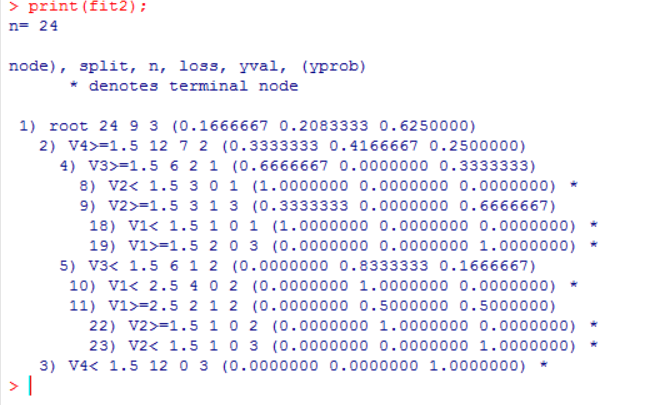 > print(fit2);
n= 24
node), split, n, loss, yval, (yprob)
* denotes terminal node
1) root 24 9 3 (0.1666667 0.2083333 0.6250000)
2) V4>=1.5 12 7 2 (0.3333333 0.4166667 0.2500000)
4) V3>=1.5 6 2 1 (0.6666667 0.0000000 0.3333333)
8) V2< 1.5 3 0 1 (1.0000000 0.0000000 0.0000000) *
9) V2>=1.5 3 1 3 (0.3333333 0.0000000 0.6666667)
18) V1< 1.5 1 0 1 (1.0000000 0.0000000 0.0000000) *
19) V1>=1.5 2 0 3 (0.0000000 0.0000000 1.0000000) *
5) V3< 1.5 6 1 2 (0.0000000 0.8333333 0.1666667)
10) V1< 2.5 4 0 2 (0.0000000 1.0000000 0.0000000) *
11) V1>=2.5 2 1 2 (0.0000000 0.5000000 0.5000000)
22) V2>=1.5 1 0 2 (0.0000000 1.0000000 0.0000000) *
23) V2< 1.5 1 0 3 (0.0000000 0.0000000 1.0000000) *
3) V4< 1.5 12 0 3 (0.0000000 0.0000000 1.0000000) *
>